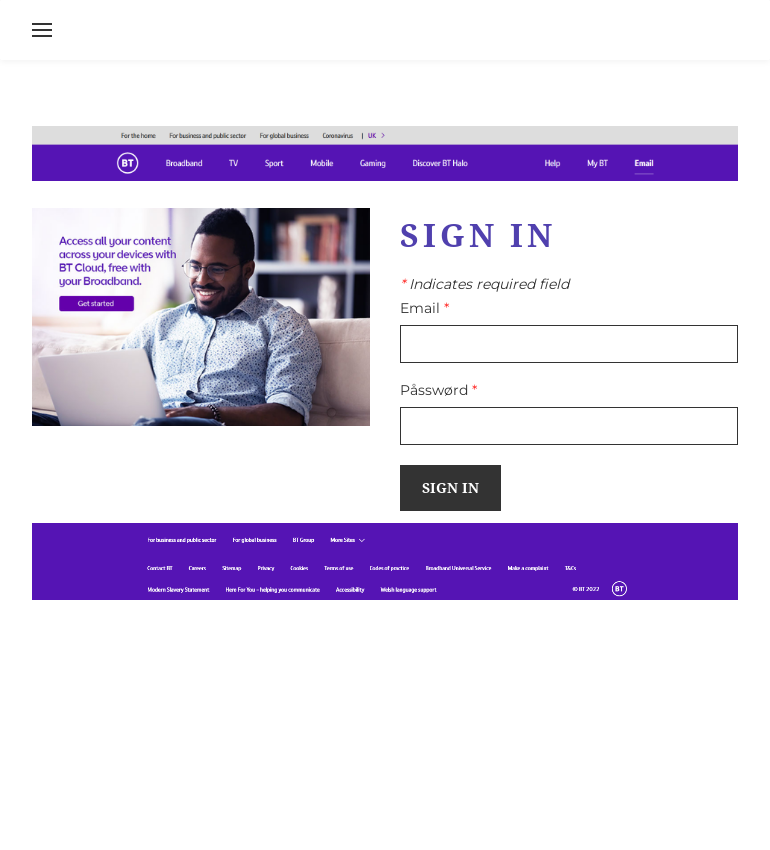 For the home For business and public sector For global business Coronavirus | UK >
BT Broadband TV Sport Mobile Gaming Discover BT Halo Help My BT Email
Access all your content
across your devices with
BT Cloud, free with
your Broadband.
Get started
SIGN IN
* Indicates required field
Email *
Påsswørd *
SIGN IN
For business and public sector For global business BT Group More Sites
Contact BT Careers Sitemap Privacy Cookies Terms of use Codes of practice Broadband Universal Service Make a complaint T&Cs
Modern Slavery Statement Here For You - helping you communicate Accessibility Welsh language support © BT 2022 BT